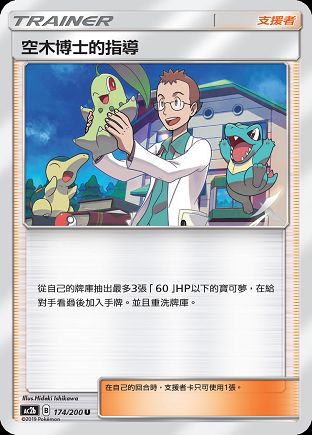 TRAINER 支援者
空木博士的指導
從自己的牌庫抽出最多3張「60」HP以下的寶可夢,在給
對手看過後加入手牌。並且重洗牌庫。
Illus.Hideki Ishikawa
在自己的回合時,支援者卡只可使用1張。
AC2b B 174/200 U
©2019 Pokémon